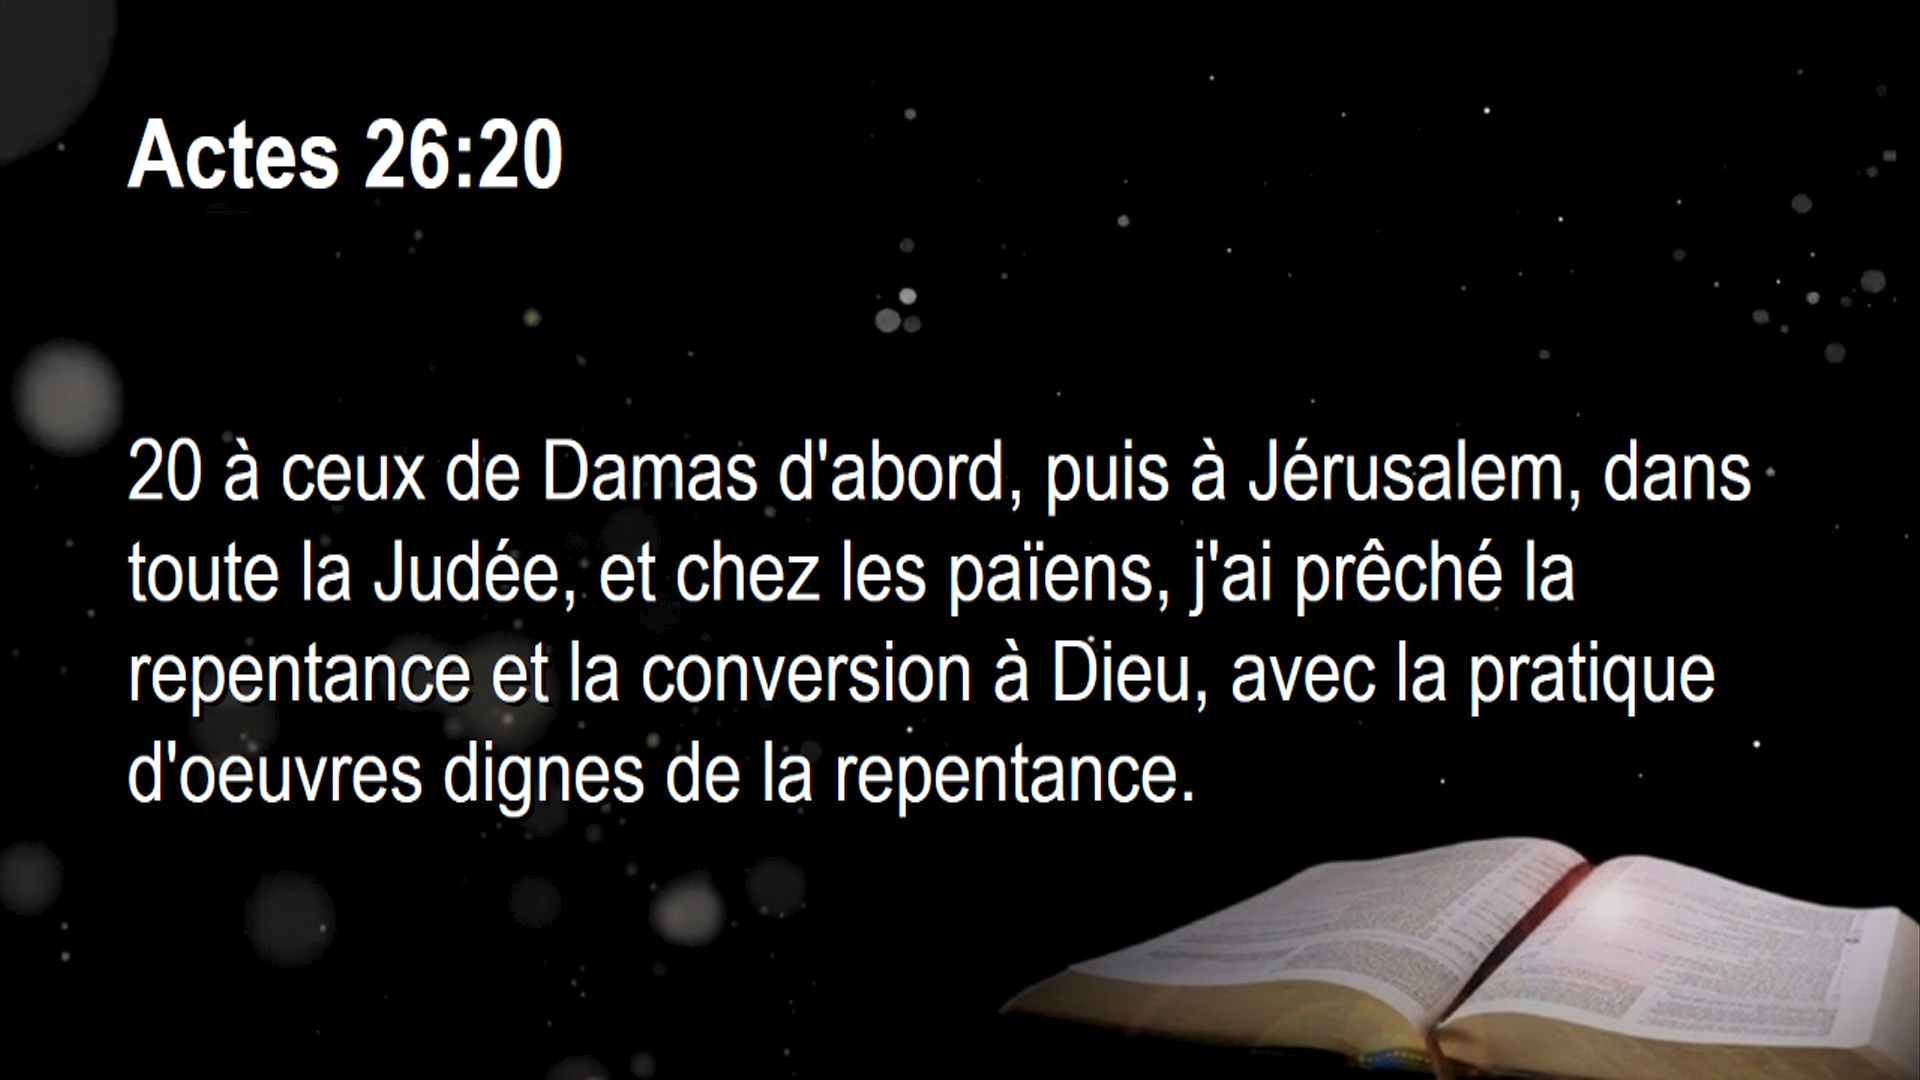 Actes 26:20
20 à ceux de Damas d'abord, puis à Jérusalem, dans
toute la Judée, et chez les païens, j'ai prêché la
repentance et la conversion à Dieu, avec la pratique
d'oeuvres dignes de la repentance.